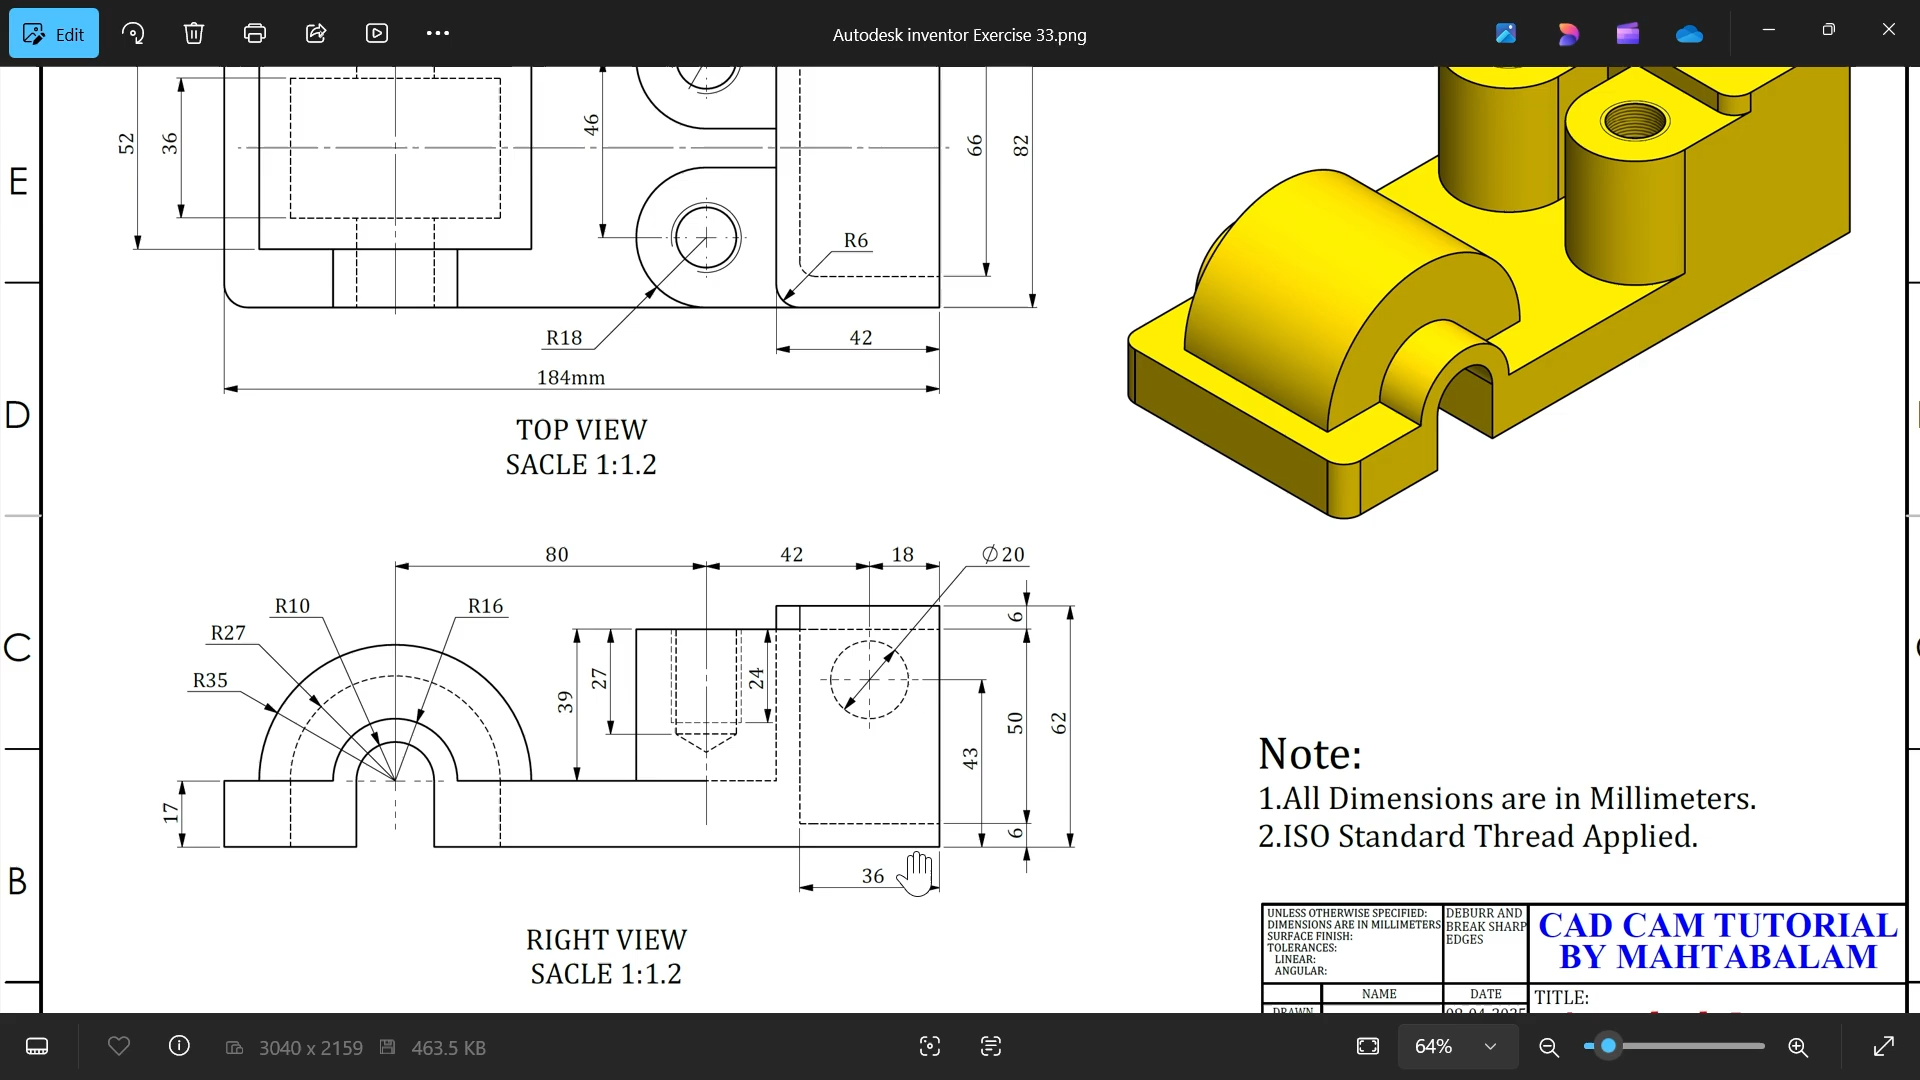 Edit
Autodesk inventor Exercise 33.png
E
D
C
B
52
36
46
66
82
R6
R18
42
184mm
TOP VIEW
SACLE 1:1.2
80
42
18
∅20
R10
R16
R27
R35
39
27
24
6
50
62
43
6
17
36
RIGHT VIEW
SACLE 1:1.2
Note:
1.All Dimensions are in Millimeters.
2.ISO Standard Thread Applied.
UNLESS OTHERWISE SPECIFIED:
DIMENSIONS ARE IN MILLIMETERS
SURFACE FINISH:
TOLERANCES:
LINEAR:
ANGULAR:
DEBURR AND
BREAK SHARP
EDGES
CAD CAM TUTORIAL
BY MAHTABALAM
NAME
DATE
TITLE:
DRAWN
3040 x 2159
463.5 KB
64%